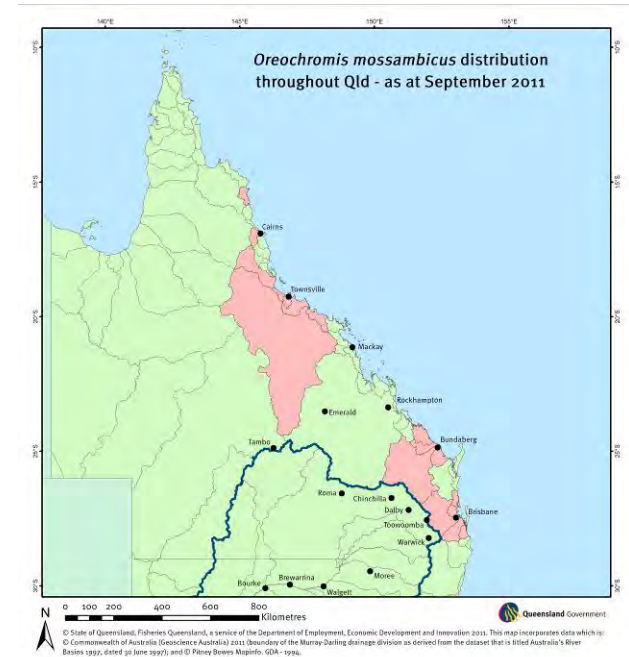 140°E 145°E 150°E 155°E
Oreochromis mossambicus distribution
throughout Qld - as at September 2011
10°S 10°S
15°S 15°S
Cairns
Townsville
20°S 20°S
Mackay
Rockhampton
Emerald
Bundaberg
Tambo
25°S 25°S
Roma
Chinchilla
Dalby
Brisbane
Toowoomba
Warwick
Moree
Brewarrina
Bourke
Walgett
30°S 30°S
N
0 100 200 400 600 800
Kilometres
Queensland Government
© State of Queensland, Fisheries Queensland, a service of the Department of Employment, Economic Development and Innovation 2011. This map incorporates data which is:
© Commonwealth of Australia (Geoscience Australia) 2011 (boundary of the Murray-Darling drainage division as derived from the dataset that is titled Australia's River
Basins 1997, dated 30 June 1997); and © Pitney Bowes Mapinfo. GDA - 1994.